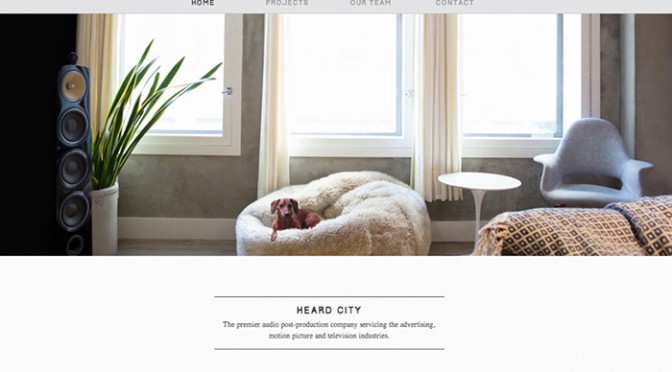 HOME PROJECTS OUR TEAM CONTACT
HEARD CITY
The premier audio post-production company servicing the advertising,
motion picture and television industries.